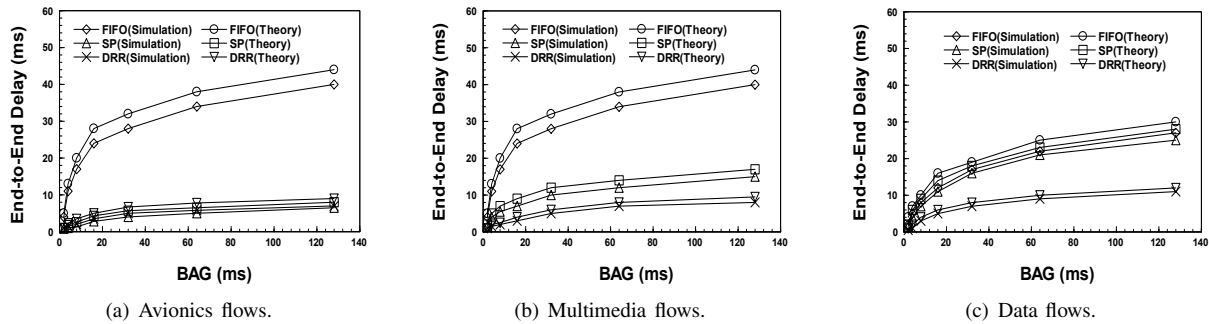 End-to-End Delay (ms)
60
50
40
30
20
10
0
FIFO(Simulation) FIFO(Theory)
SP(Simulation) SP(Theory)
DRR(Simulation) DRR(Theory)
0 20 40 60 80 100 120 140
BAG (ms)
(a) Avionics flows.
End-to-End Delay (ms)
60
50
40
30
20
10
0
FIFO(Simulation) FIFO(Theory)
SP(Simulation) SP(Theory)
DRR(Simulation) DRR(Theory)
0 20 40 60 80 100 120 140
BAG (ms)
(b) Multimedia flows.
End-to-End Delay (ms)
60
50
40
30
20
10
0
FIFO(Simulation) FIFO(Theory)
SP(Simulation) SP(Theory)
DRR(Simulation) DRR(Theory)
0 20 40 60 80 100 120 140
BAG (ms)
(c) Data flows.